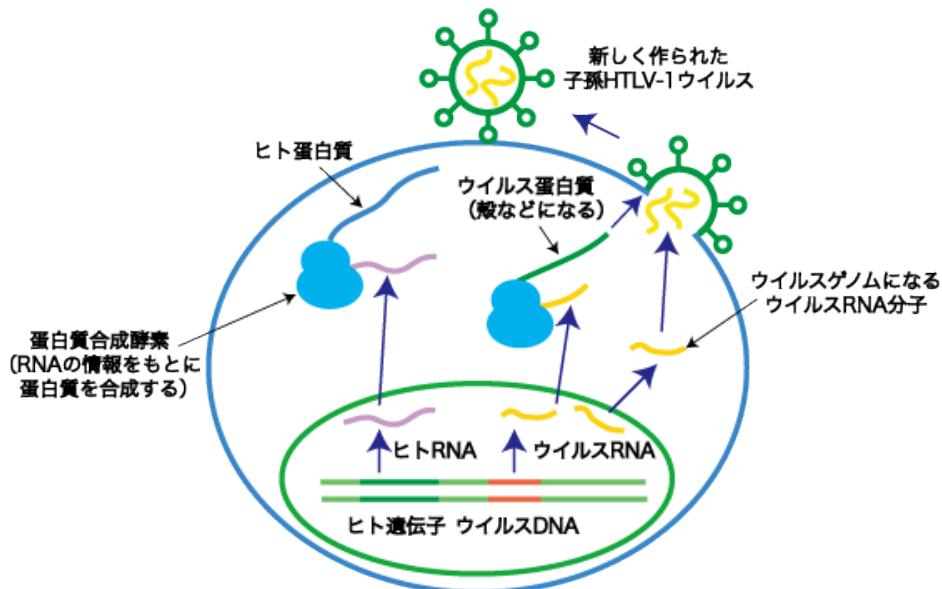 新しく作られた
子孫HTLV-1ウイルス
ヒト蛋白質
ウイルス蛋白質
（殻などになる）
ウイルスゲノムになる
ウイルスRNA分子
蛋白質合成酵素
（RNAの情報をもとに
蛋白質を合成する）
ヒトRNA
ウイルスRNA
ヒト遺伝子
ウイルスDNA